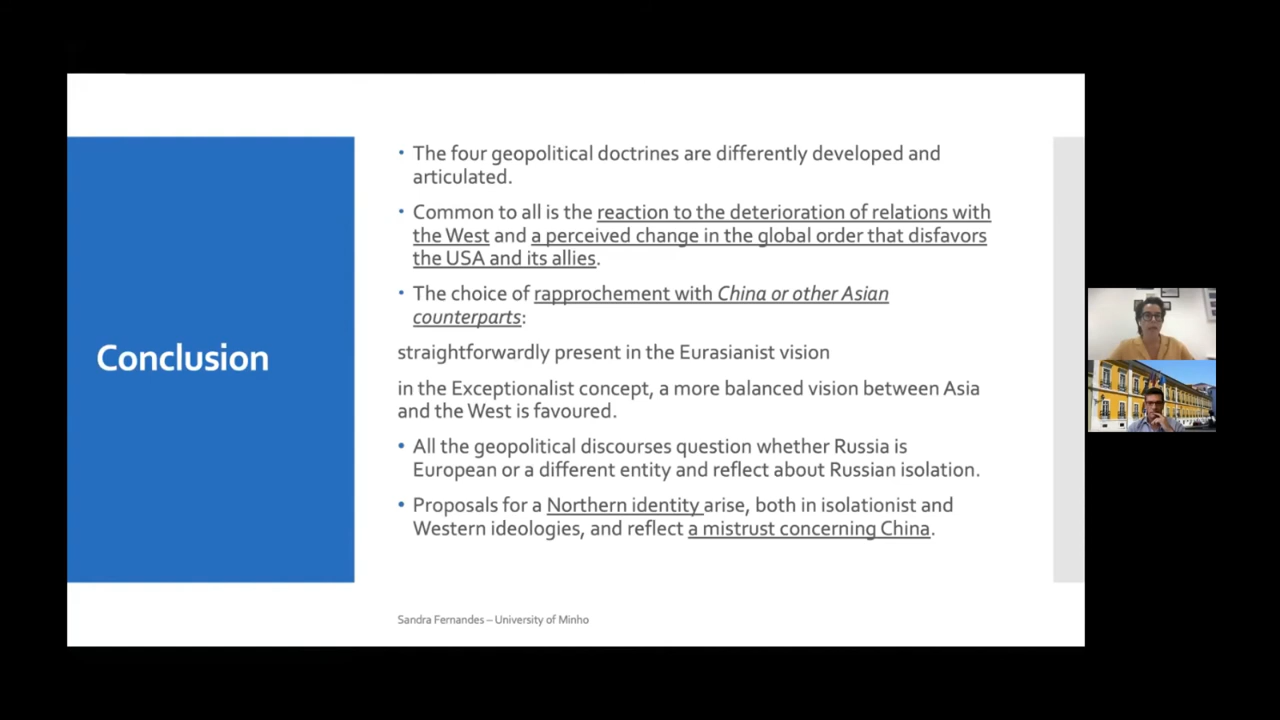 Conclusion
• The four geopolitical doctrines are differently developed and
articulated.
• Common to all is the reaction to the deterioration of relations with
the West and a perceived change in the global order that disfavors
the USA and its allies.
• The choice of rapprochement with China or other Asian
counterparts:
straightforwardly present in the Eurasianist vision
in the Exceptionalist concept, a more balanced vision between Asia
and the West is favoured.
• All the geopolitical discourses question whether Russia is
European or a different entity and reflect about Russian isolation.
• Proposals for a Northern identity arise, both in isolationist and
Western ideologies, and reflect a mistrust concerning China.
Sandra Fernandes – University of Minho